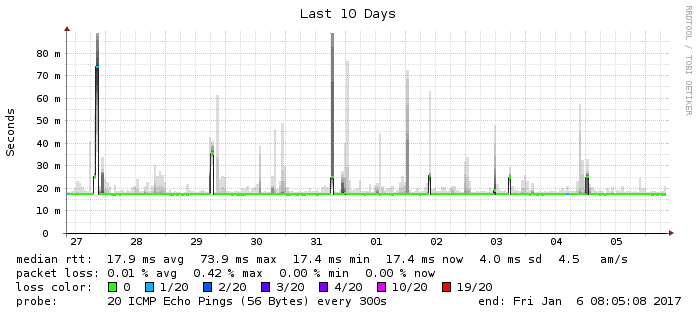 Last 10 Days
RRDTOOL / TOBI OETIKER
Seconds
80 m
70 m
60 m
50 m
40 m
30 m
20 m
10 m
0
27 28 29 30 31 01 02 03 04 05
median rtt: 17.9 ms avg 73.9 ms max 17.4 ms min 17.4 ms now 4.0 ms sd 4.5 am/s
packet loss: 0.01 % avg 0.42 % max 0.00 % min 0.00 % now
loss color: 0 1/20 2/20 3/20 4/20 10/20 19/20
probe: 20 ICMP Echo Pings (56 Bytes) every 300s end: Fri Jan 6 08:05:08 2017